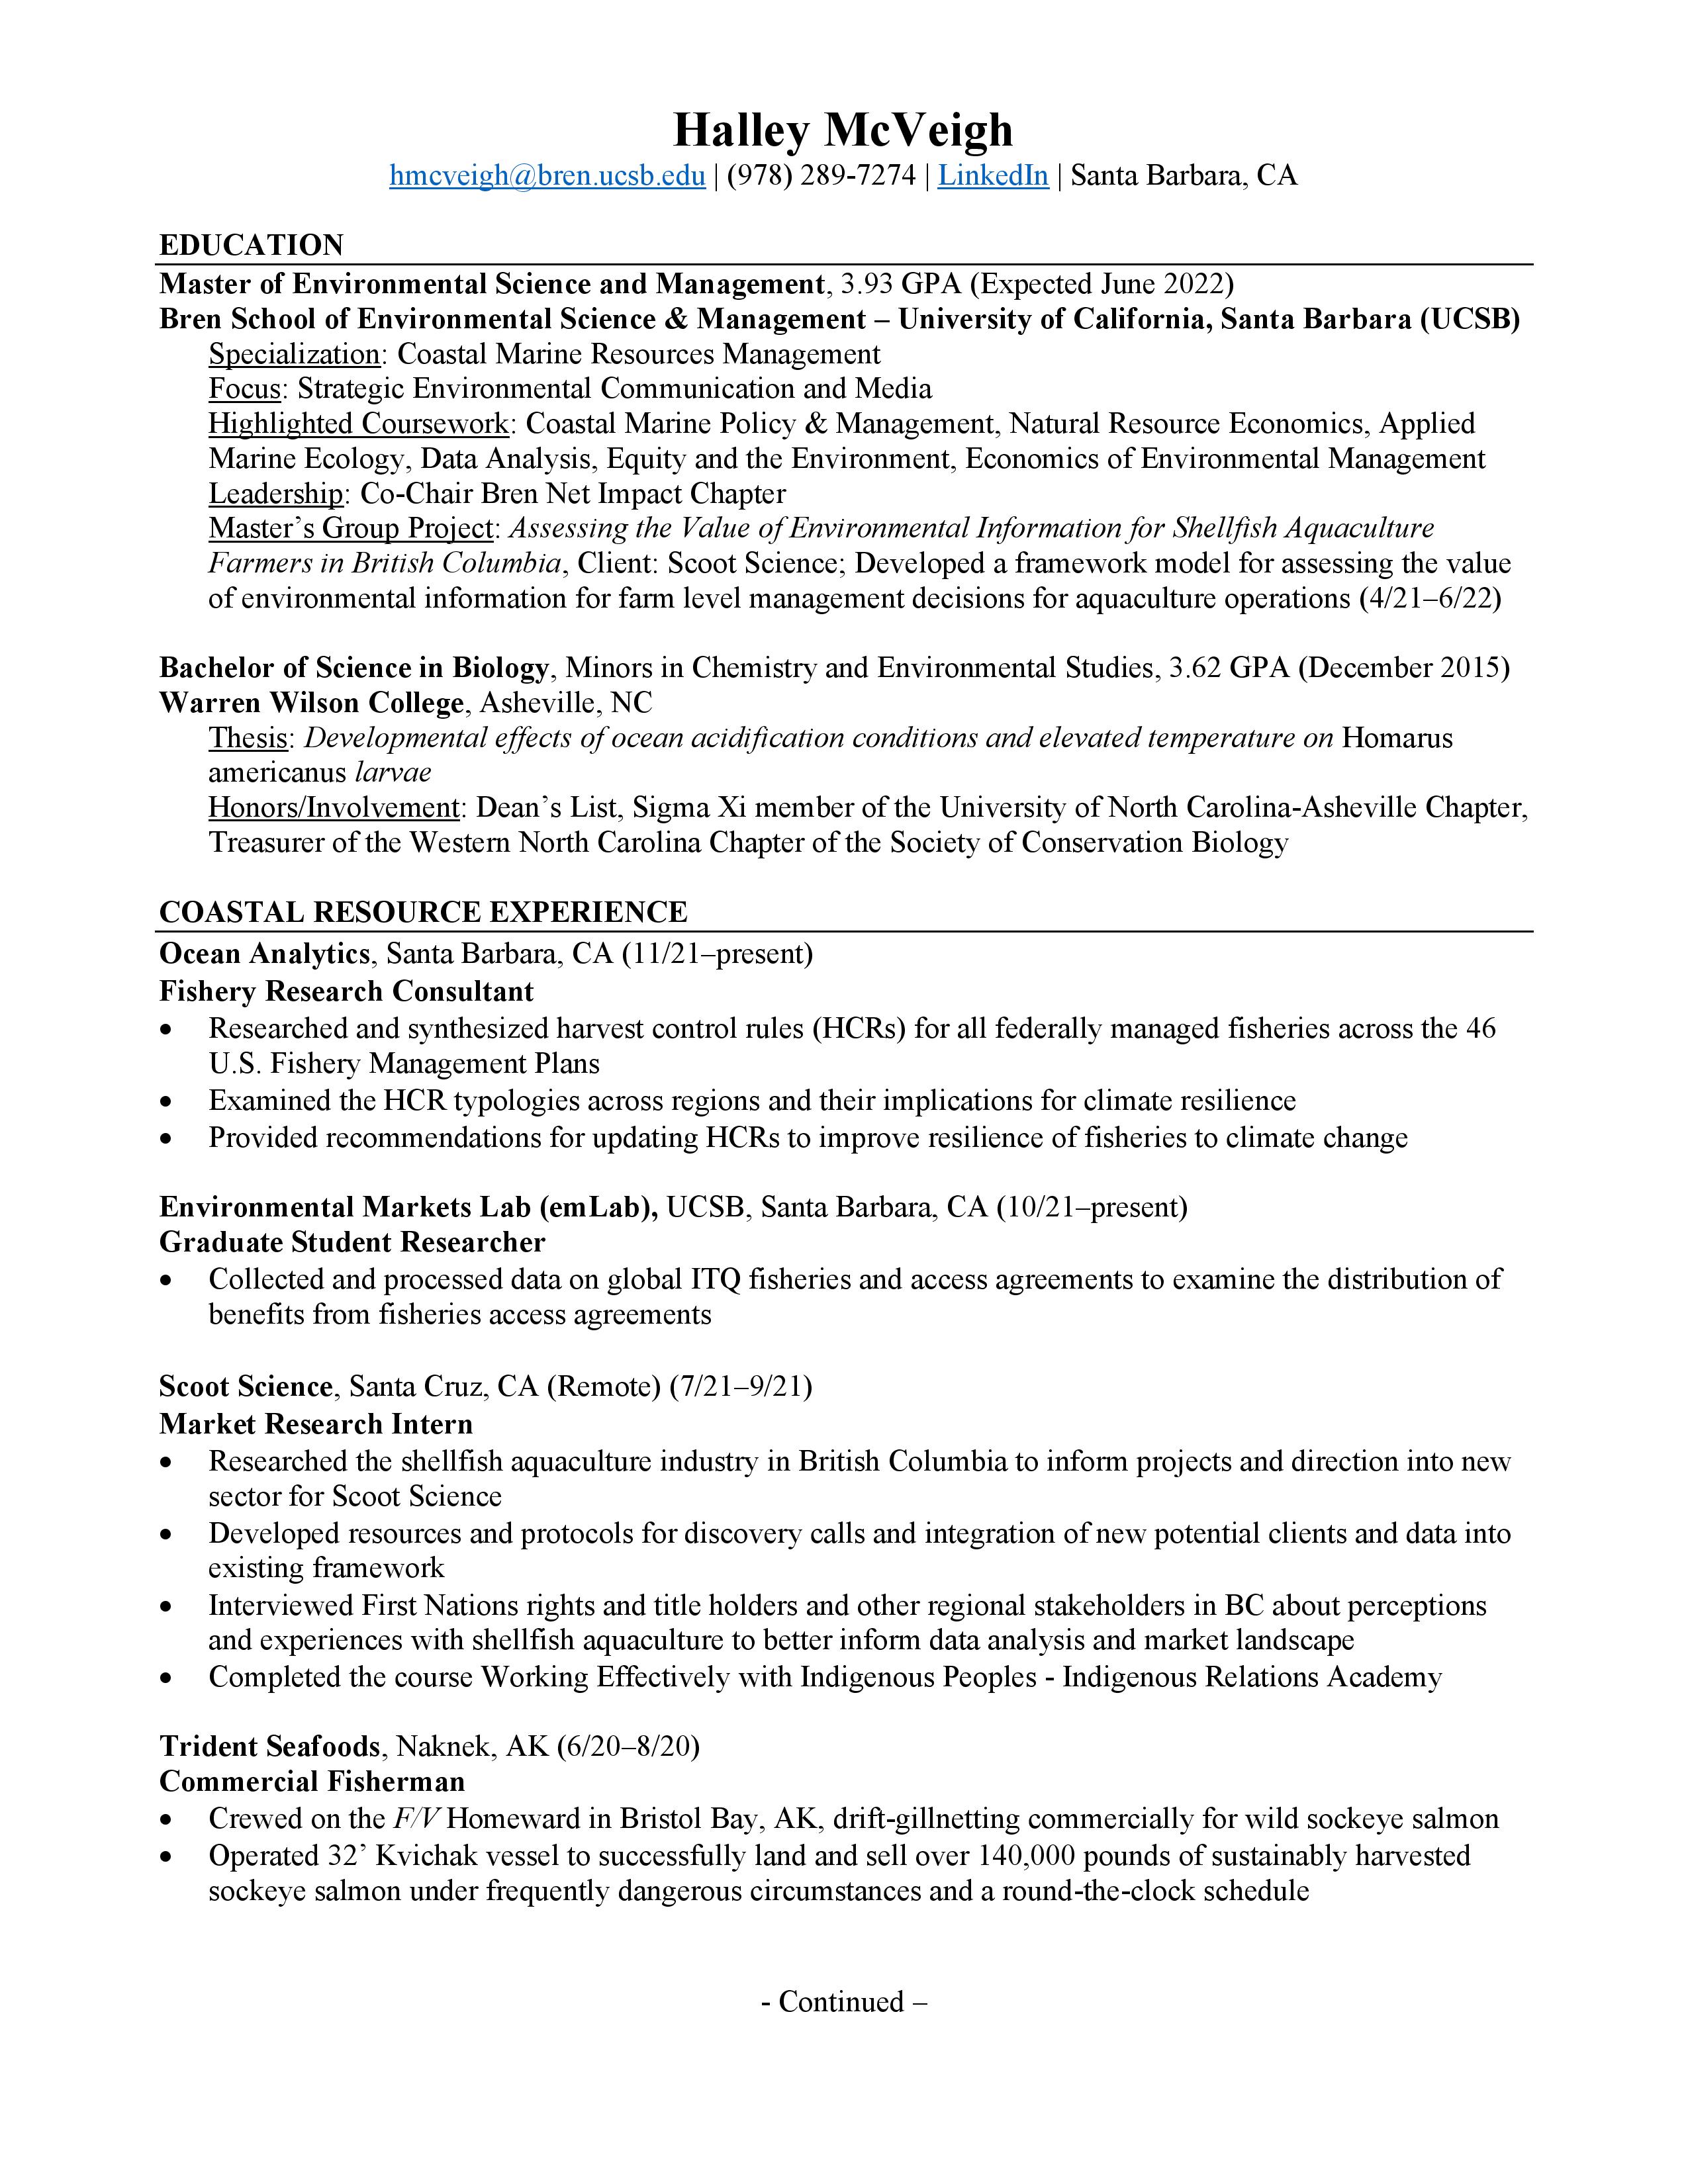 Halley McVeigh
hmcveigh@bren.ucsb.edu | (978) 289-7274 | LinkedIn | Santa Barbara, CA
EDUCATION
Master of Environmental Science and Management, 3.93 GPA (Expected June 2022)
Bren School of Environmental Science & Management – University of California, Santa Barbara (UCSB)
Specialization: Coastal Marine Resources Management
Focus: Strategic Environmental Communication and Media
Highlighted Coursework: Coastal Marine Policy & Management, Natural Resource Economics, Applied
Marine Ecology, Data Analysis, Equity and the Environment, Economics of Environmental Management
Leadership: Co-Chair Bren Net Impact Chapter
Master’s Group Project: Assessing the Value of Environmental Information for Shellfish Aquaculture
Farmers in British Columbia, Client: Scoot Science; Developed a framework model for assessing the value
of environmental information for farm level management decisions for aquaculture operations (4/21–6/22)
Bachelor of Science in Biology, Minors in Chemistry and Environmental Studies, 3.62 GPA (December 2015)
Warren Wilson College, Asheville, NC
Thesis: Developmental effects of ocean acidification conditions and elevated temperature on Homarus
americanus larvae
Honors/Involvement: Dean’s List, Sigma Xi member of the University of North Carolina-Asheville Chapter,
Treasurer of the Western North Carolina Chapter of the Society of Conservation Biology
COASTAL RESOURCE EXPERIENCE
Ocean Analytics, Santa Barbara, CA (11/21–present)
Fishery Research Consultant
• Researched and synthesized harvest control rules (HCRs) for all federally managed fisheries across the 46
U.S. Fishery Management Plans
• Examined the HCR typologies across regions and their implications for climate resilience
• Provided recommendations for updating HCRs to improve resilience of fisheries to climate change
Environmental Markets Lab (emLab), UCSB, Santa Barbara, CA (10/21–present)
Graduate Student Researcher
• Collected and processed data on global ITQ fisheries and access agreements to examine the distribution of
benefits from fisheries access agreements
Scoot Science, Santa Cruz, CA (Remote) (7/21–9/21)
Market Research Intern
• Researched the shellfish aquaculture industry in British Columbia to inform projects and direction into new
sector for Scoot Science
• Developed resources and protocols for discovery calls and integration of new potential clients and data into
existing framework
• Interviewed First Nations rights and title holders and other regional stakeholders in BC about perceptions
and experiences with shellfish aquaculture to better inform data analysis and market landscape
• Completed the course Working Effectively with Indigenous Peoples - Indigenous Relations Academy
Trident Seafoods, Naknek, AK (6/20–8/20)
Commercial Fisherman
• Crewed on the F/V Homeward in Bristol Bay, AK, drift-gillnetting commercially for wild sockeye salmon
• Operated 32’ Kvichak vessel to successfully land and sell over 140,000 pounds of sustainably harvested
sockeye salmon under frequently dangerous circumstances and a round-the-clock schedule
- Continued –